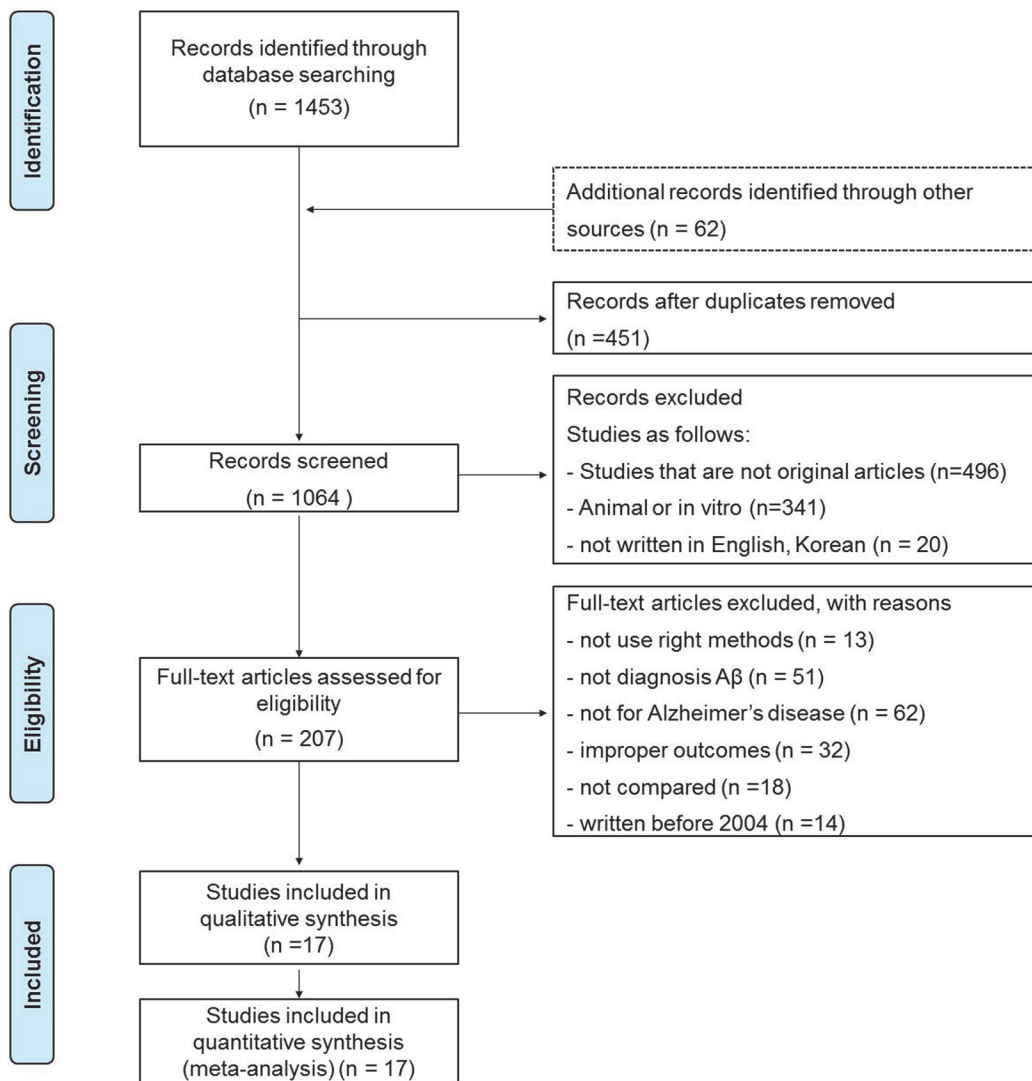 Identification
Records identified through
database searching
(n = 1453)
Additional records identified through other
sources (n = 62)
Records after duplicates removed
(n =451)
Screening
Records screened
(n = 1064 )
Records excluded
Studies as follows:
- Studies that are not original articles (n=496)
- Animal or in vitro (n=341)
- not written in English, Korean (n = 20)
Eligibility
Full-text articles assessed for
eligibility
(n = 207)
Full-text articles excluded, with reasons
- not use right methods (n = 13)
- not diagnosis Aβ (n = 51)
- not for Alzheimer's disease (n = 62)
- improper outcomes (n = 32)
- not compared (n =18)
- written before 2004 (n =14)
Included
Studies included in
qualitative synthesis
(n =17)
Studies included in
quantitative synthesis
(meta-analysis) (n = 17)